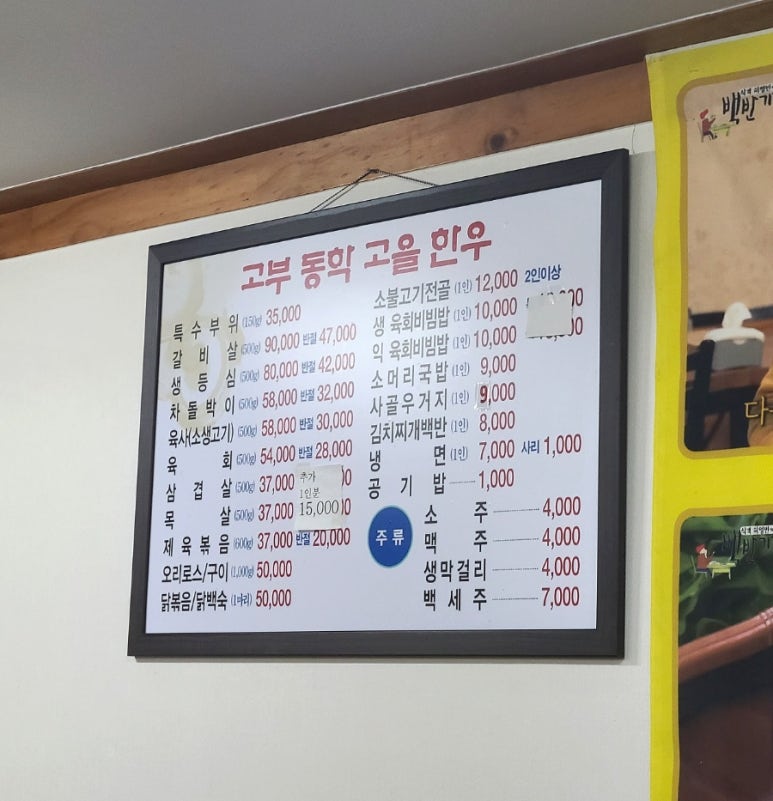 고부 동학 고을 한우
특수부위 (150g) 35,000
갈비살 (500g) 90,000 반절 47,000
생등심 (500g) 80,000 반절 42,000
차돌박이 (500g) 58,000 반절 32,000
육사(소생고기) (500g) 58,000 반절 30,000
육회 (500g) 54,000 반절 28,000
삼겹살 (500g) 37,000
목살 (500g) 37,000
추가
1인분
15,000
제육볶음 (600g) 37,000 반절 20,000
오리로스/구이 (1,000g) 50,000
닭볶음/닭백숙 (1마리) 50,000
소불고기전골 (1인) 12,000 2인이상
생 육회비빔밥 (1인) 10,000
익 육회비빔밥 (1인) 10,000
소머리국밥 (1인) 9,000
사골우거지 (1인) 9,000
김치찌개백반 (1인) 8,000
냉면 (1인) 7,000 사리 1,000
공기밥 1,000
주류
소주 4,000
맥주 4,000
생막걸리 4,000
백세주 7,000
백반기
다
백반기